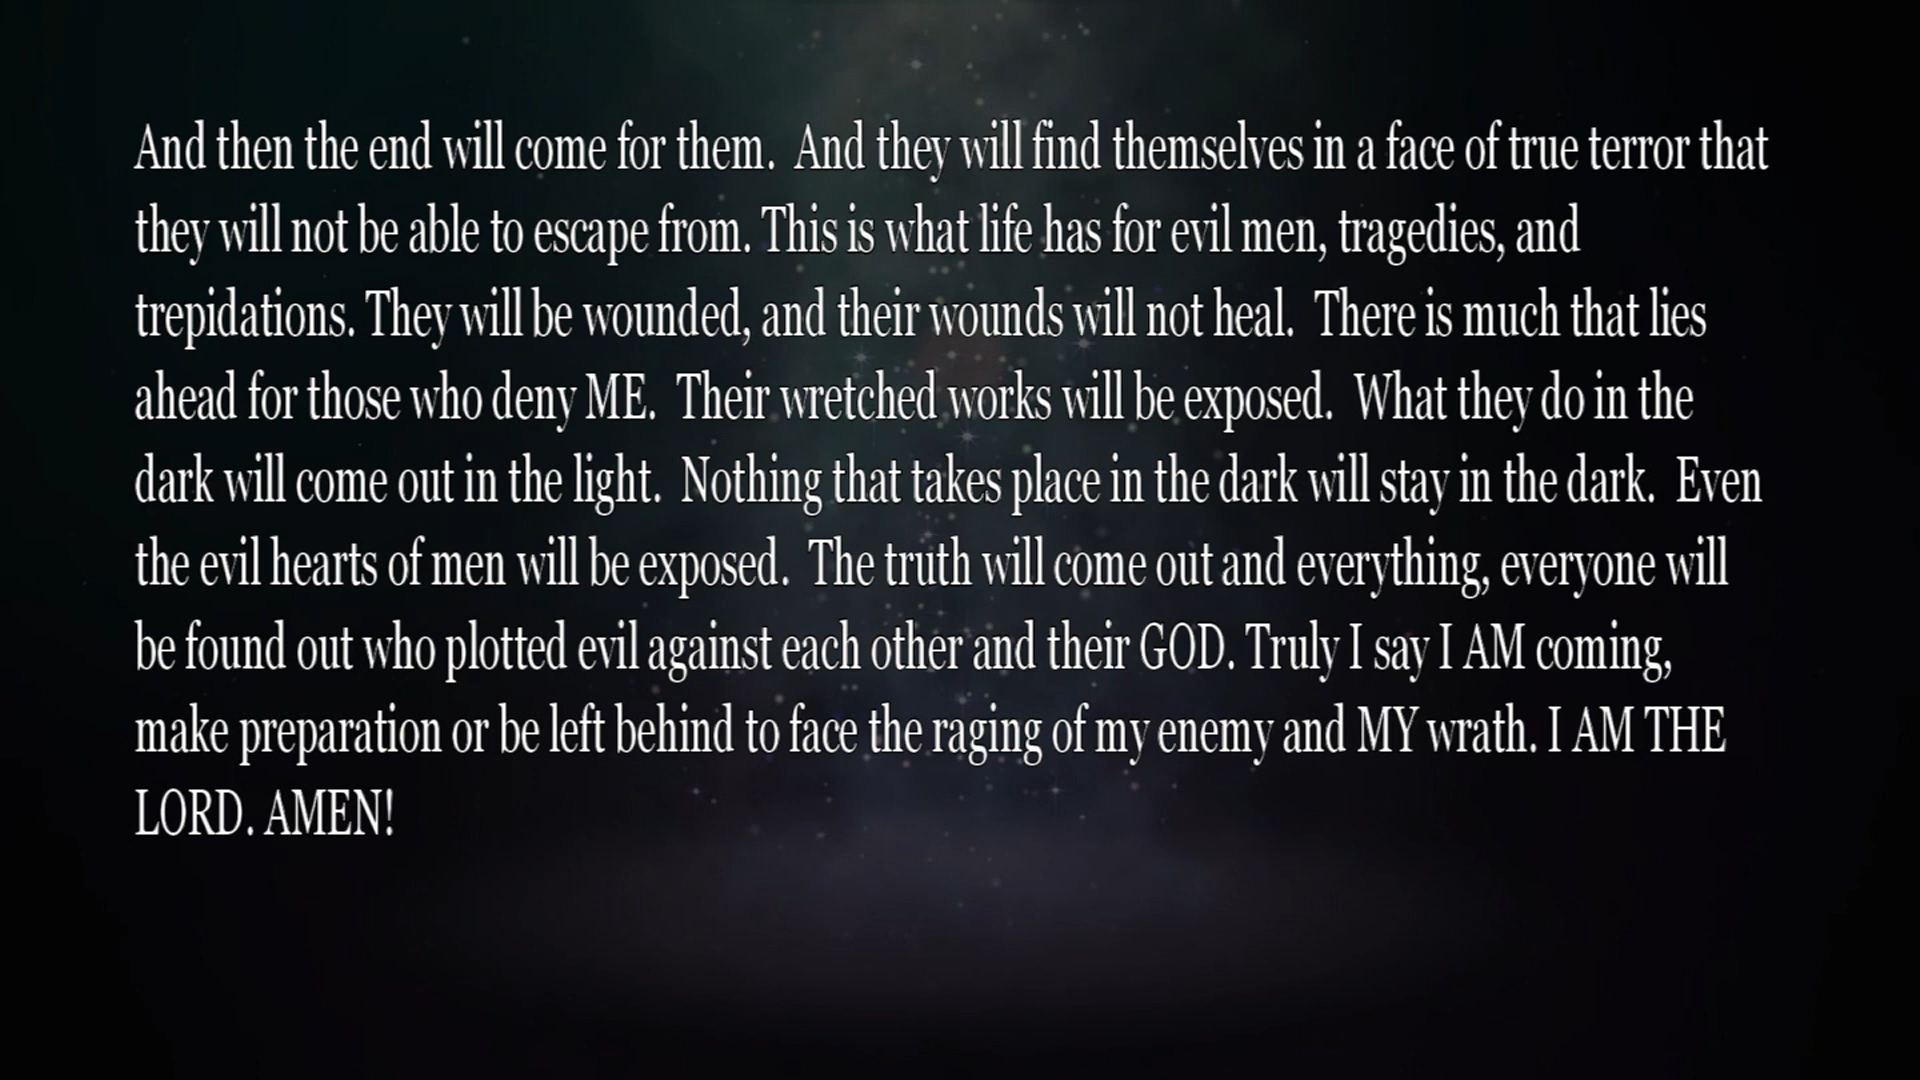 And then the end will come for them.  And they will find themselves in a face of true terror that
they will not be able to escape from. This is what life has for evil men, tragedies, and
trepidations. They will be wounded, and their wounds will not heal.  There is much that lies
ahead for those who deny ME.  Their wretched works will be exposed.  What they do in the
dark will come out in the light.  Nothing that takes place in the dark will stay in the dark.  Even
the evil hearts of men will be exposed.  The truth will come out and everything, everyone will
be found out who plotted evil against each other and their GOD. Truly I say I AM coming,
make preparation or be left behind to face the raging of my enemy and MY wrath. I AM THE
LORD. AMEN!